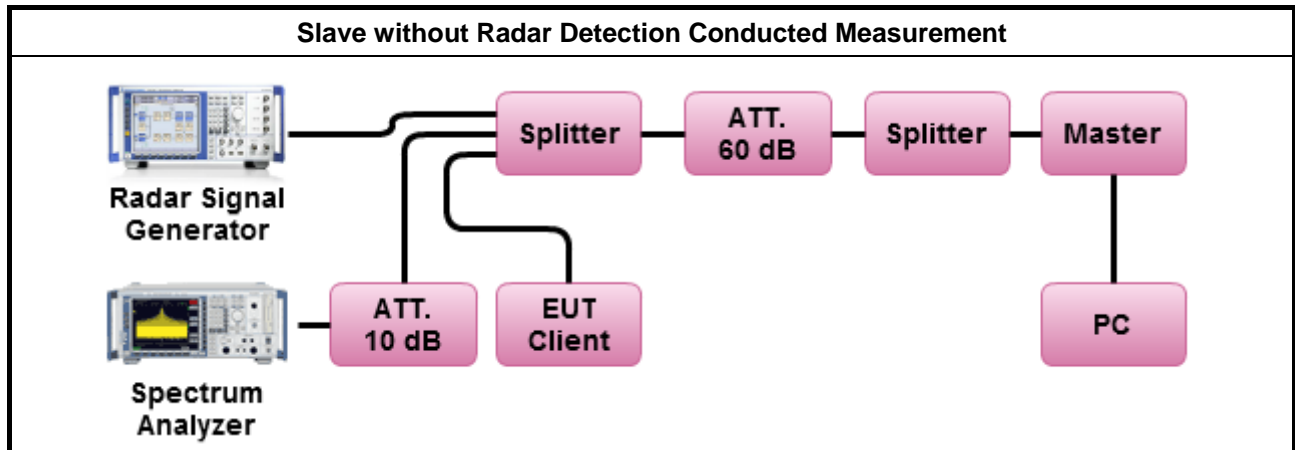 Slave without Radar Detection Conducted Measurement
Radar Signal
Generator
Splitter
ATT.
60 dB
Splitter
Master
Spectrum
Analyzer
ATT.
10 dB
EUT
Client
PC